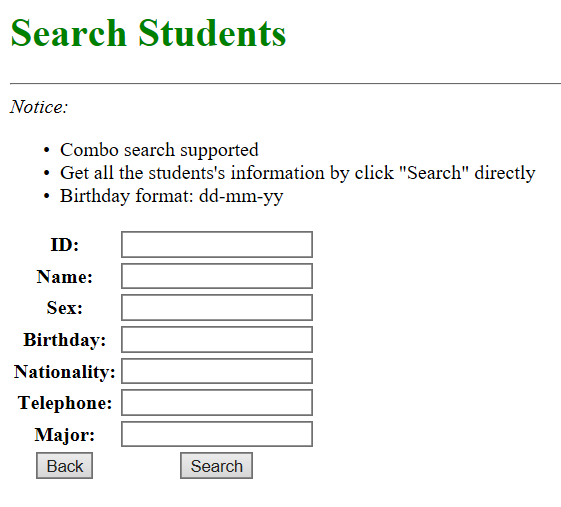 Search Students
Notice:
• Combo search supported
• Get all the students's information by click "Search" directly
• Birthday format: dd-mm-yy
ID:
Name:
Sex:
Birthday:
Nationality:
Telephone:
Major:
Back Search